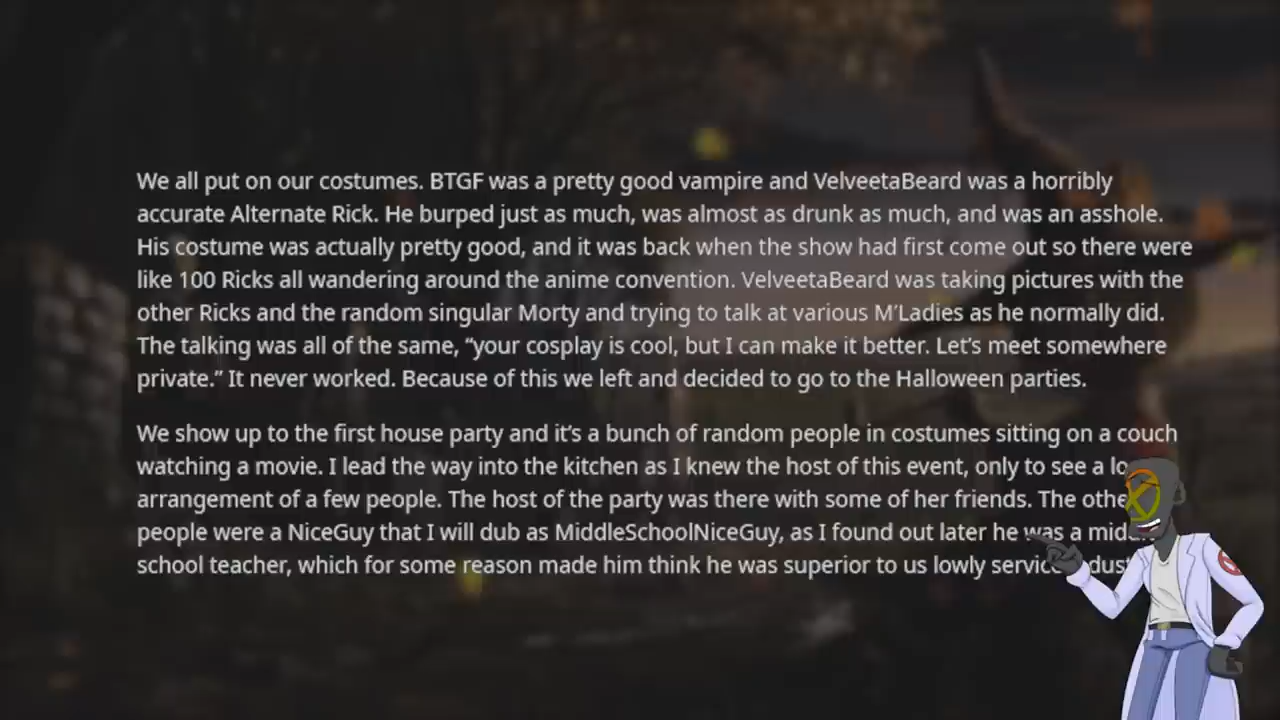 We all put on our costumes. BTGF was a pretty good vampire and VelveetaBeard was a horribly
accurate Alternate Rick. He burped just as much, was almost as drunk as much, and was an asshole.
His costume was actually pretty good, and it was back when the show had first come out so there were
like 100 Ricks all wandering around the anime convention. VelveetaBeard was taking pictures with the
other Ricks and the random singular Morty and trying to talk at various M’Ladies as he normally did.
The talking was all of the same, “your cosplay is cool, but I can make it better. Let’s meet somewhere
private.” It never worked. Because of this we left and decided to go to the Halloween parties.
We show up to the first house party and it’s a bunch of random people in costumes sitting on a couch
watching a movie. I lead the way into the kitchen as I knew the host of this event, only to see a
arrangement of a few people. The host of the party was there with some of her friends. The
people were a NiceGuy that I will dub as MiddleSchoolNiceGuy, as I found out later he was a
school teacher, which for some reason made him think he was superior to us lowly